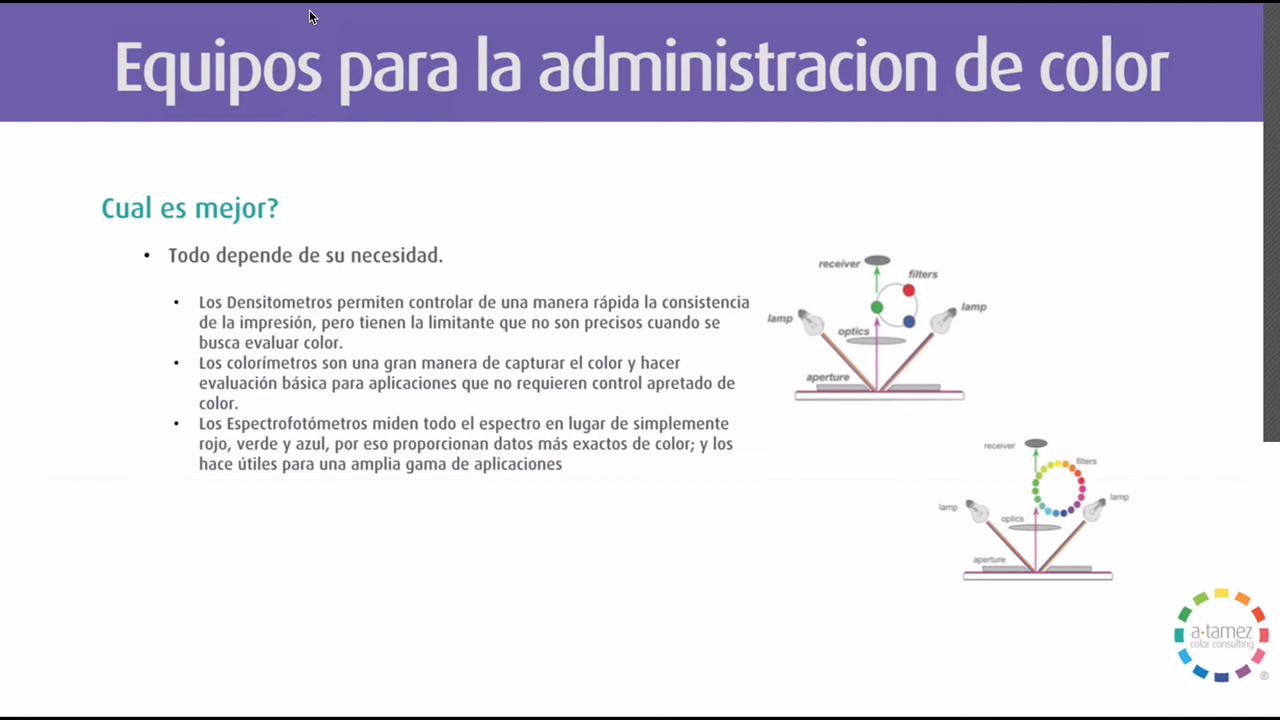 Equipos para la administracion de color
Cual es mejor?
• Todo depende de su necesidad.
• Los Densitometros permiten controlar de una manera rápida la consistencia
de la impresión, pero tienen la limitante que no son precisos cuando se
busca evaluar color.
• Los colorímetros son una gran manera de capturar el color y hacer
evaluación básica para aplicaciones que no requieren control apretado de
color.
• Los Espectrofotómetros miden todo el espectro en lugar de simplemente
rojo, verde y azul, por eso proporcionan datos más exactos de color; y los
hace útiles para una amplia gama de aplicaciones
receiver
filters
lamp
lamp
optics
aperture
receiver
filters
lamp
lamp
optics
aperture
a·tamez
color consulting
®